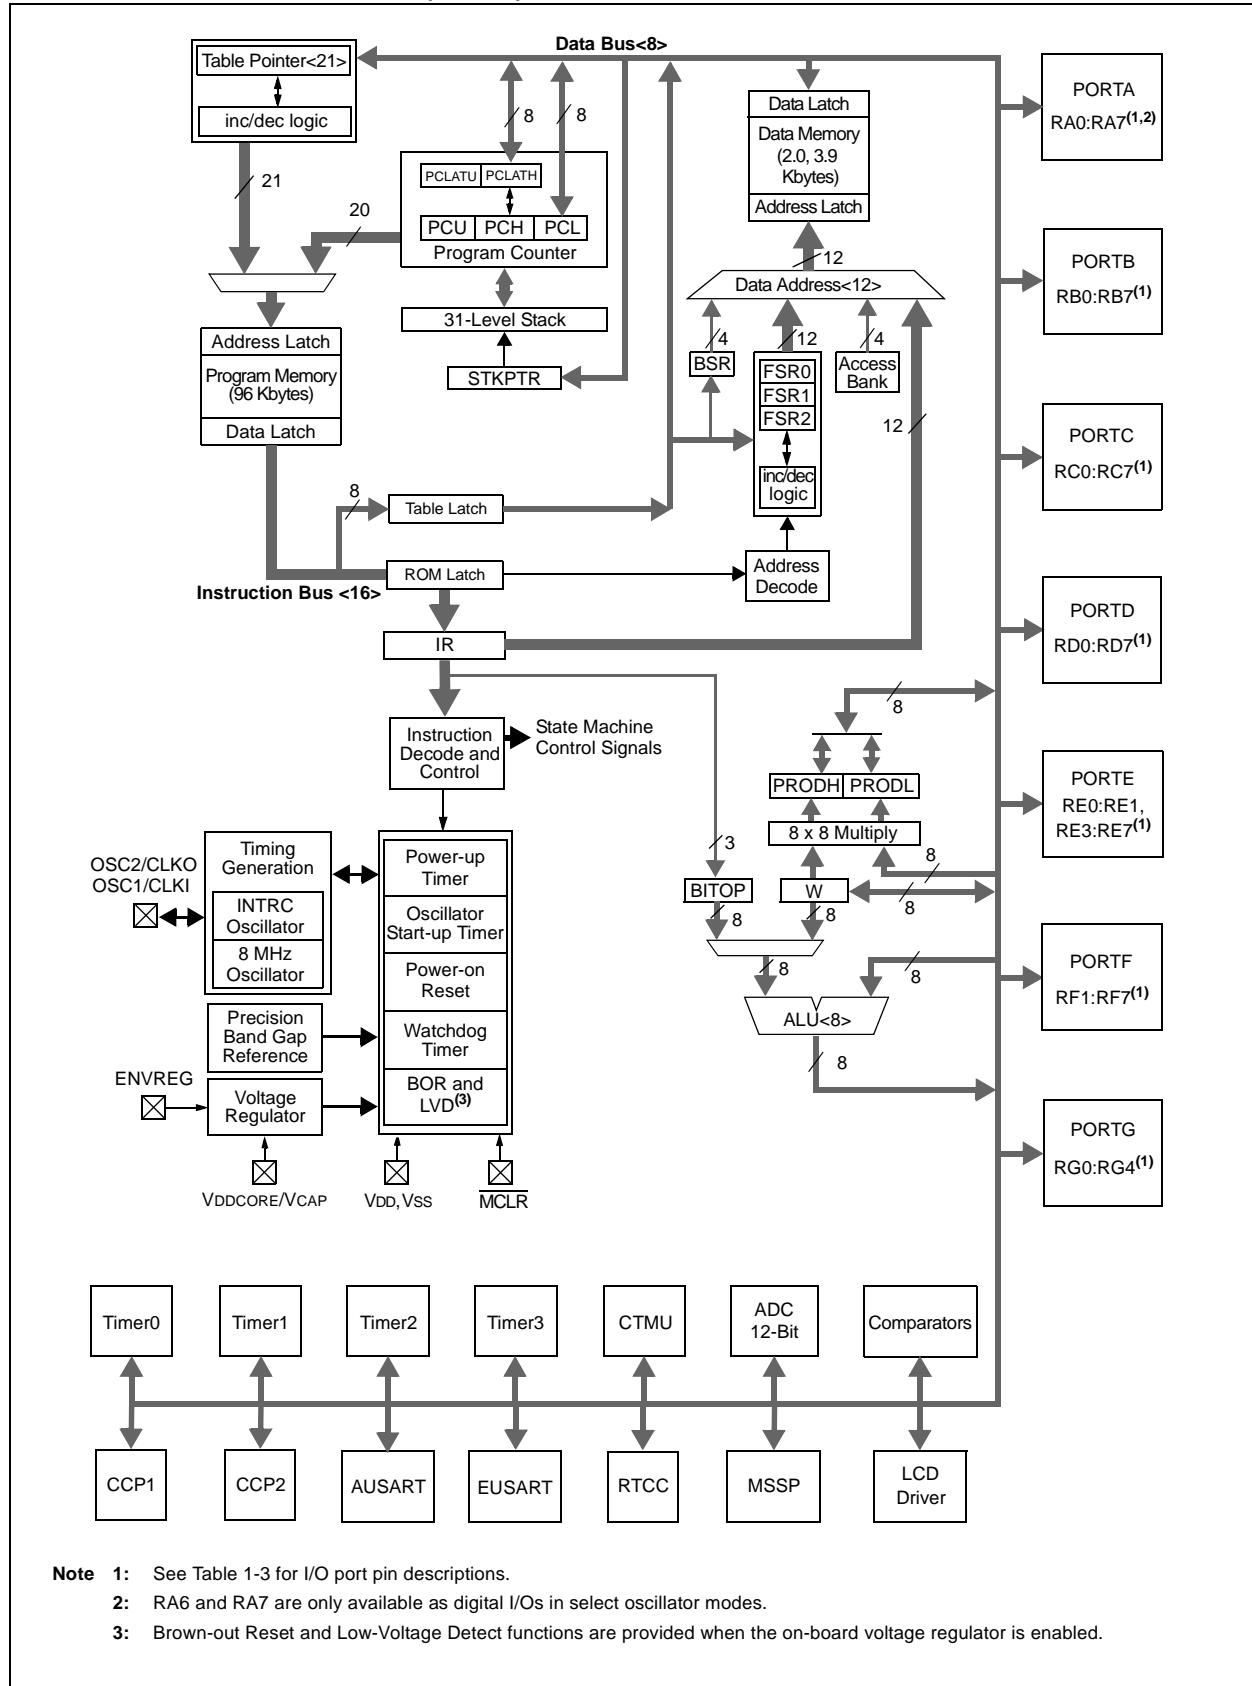 Data Bus<8>
Table Pointer<21>
inc/dec logic
21
8
8
PCLATU PCLATH
20
PCU PCH PCL
Program Counter
31-Level Stack
STKPTR
Address Latch
Program Memory
(96 Kbytes)
Data Latch
8
Table Latch
ROM Latch
Instruction Bus <16>
IR
Data Latch
Data Memory
(2.0, 3.9
Kbytes)
Address Latch
12
Data Address<12>
4
12
4
BSR
FSR0
FSR1
FSR2
inc/dec
logic
Access
Bank
12
Address
Decode
Instruction
Decode and
Control
State Machine
Control Signals
8
PRODH PRODL
8 x 8 Multiply
3
8
BITOP
W
8
8
8
8
8
ALU<8>
8
OSC2/CLKO
OSC1/CLKI
Timing
Generation
INTRC
Oscillator
8 MHz
Oscillator
Power-up
Timer
Oscillator
Start-up Timer
Power-on
Reset
Watchdog
Timer
BOR and
LVD(3)
Precision
Band Gap
Reference
ENVREG
Voltage
Regulator
VDDCORE/VCAP
VDD, VSS
MCLR
PORTA
RA0:RA7(1,2)
PORTB
RB0:RB7(1)
PORTC
RC0:RC7(1)
PORTD
RD0:RD7(1)
PORTE
RE0:RE1,
RE3:RE7(1)
PORTF
RF1:RF7(1)
PORTG
RG0:RG4(1)
Timer0
Timer1
Timer2
Timer3
CTMU
ADC
12-Bit
Comparators
CCP1
CCP2
AUSART
EUSART
RTCC
MSSP
LCD
Driver
Note 1: See Table 1-3 for I/O port pin descriptions.
2: RA6 and RA7 are only available as digital I/Os in select oscillator modes.
3: Brown-out Reset and Low-Voltage Detect functions are provided when the on-board voltage regulator is enabled.